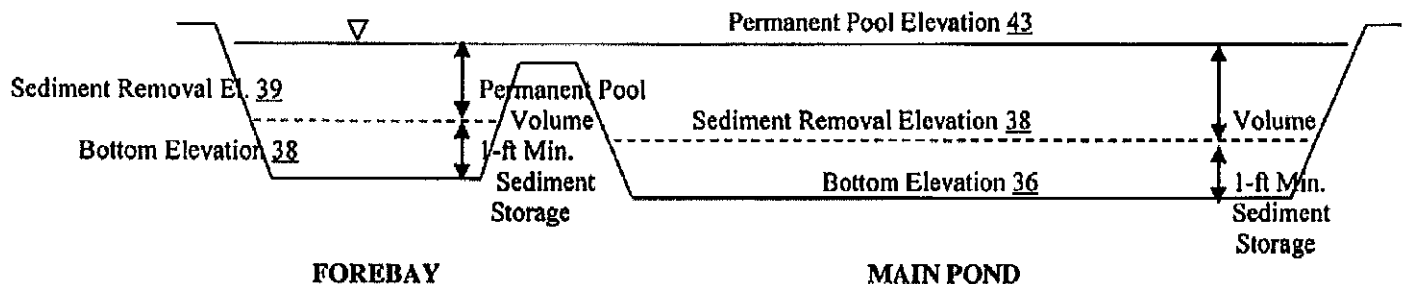 Permanent Pool Elevation 43
Sediment Removal El. 39
Permanent Pool
Volume
Sediment Removal Elevation 38
Volume
Bottom Elevation 38
1-ft Min.
Sediment
Storage
Bottom Elevation 36
1-ft Min.
Sediment
Storage
FOREBAY
MAIN POND